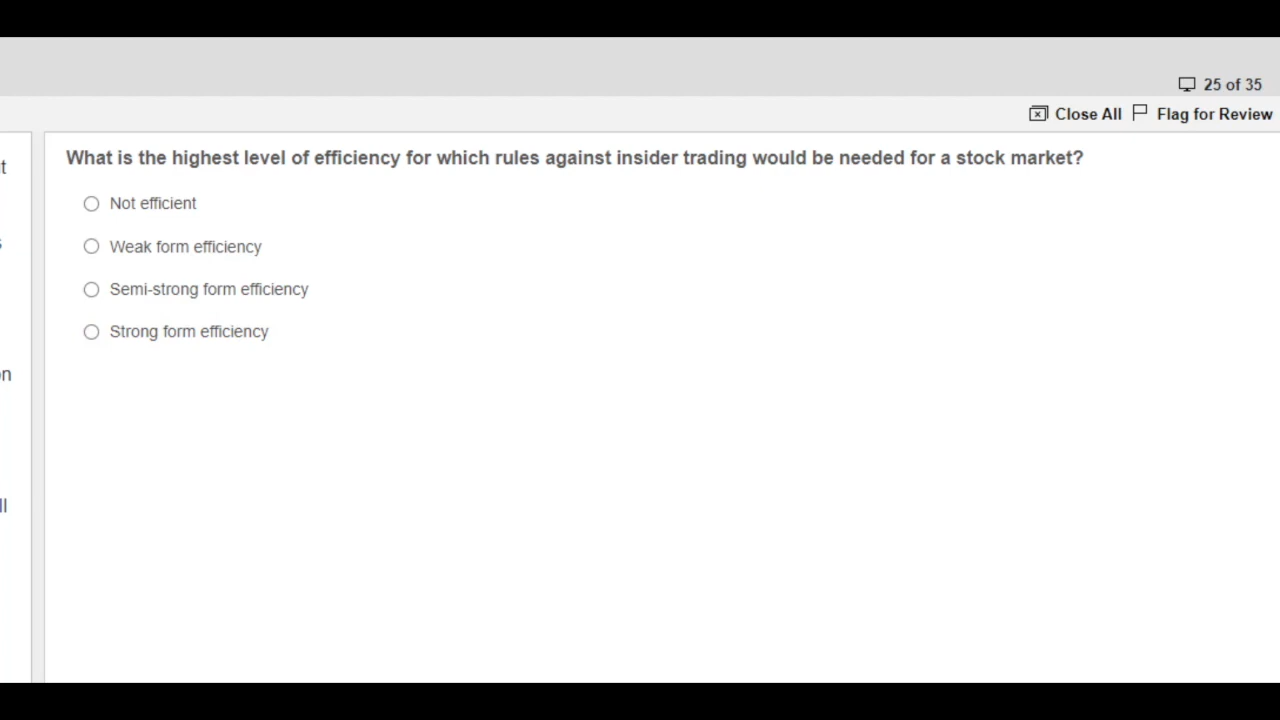 25 of 35
Close All Flag for Review
t
What is the highest level of efficiency for which rules against insider trading would be needed for a stock market?
Not efficient
Weak form efficiency
Semi-strong form efficiency
Strong form efficiency
on
ll